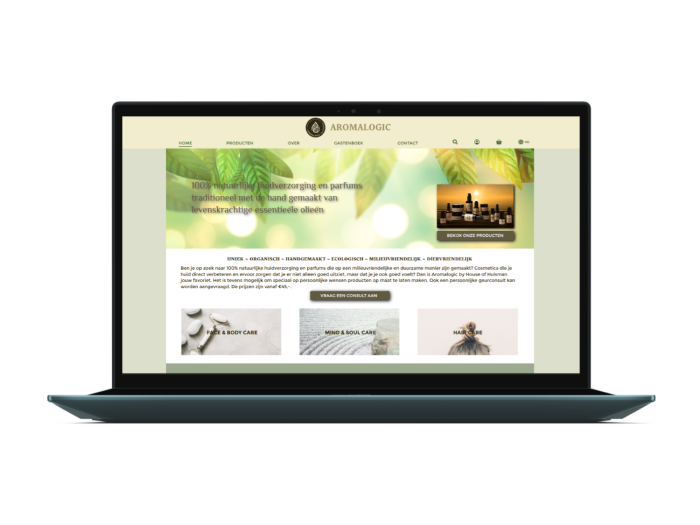 AROMALOGIC
HOME PRODUCTEN OVER GASTENBOEK CONTACT
100% natuurlijke huidverzorging en parfums
traditioneel met de hand gemaakt van
levenskrachtige essentieële olieën
BEKIJK ONZE PRODUCTEN
UNIEK ~ ORGANISCH ~ HANDGEMAAKT ~ ECOLOGISCH ~ MILIEUVRIENDELIJK ~ DIERVRIENDELIJK
Ben je op zoek naar 100% natuurlijke huidverzorging en parfums die op een milieuvriendelijke en duurzame manier zijn gemaakt? Cosmetica die je
huid direct verbeteren en ervoor zorgen dat je er niet alleen goed uitziet, maar dat je je ook goed voelt? Dan is Aromalogic by House of Huisman
jouw favoriet. Het is tevens mogelijk om speciaal op persoonlijke wensen producten op maat te laten maken. Ook een persoonlijke geurconsult kan
worden aangevraagd. De prijzen zijn vanaf €45,-.
VRAAG EEN CONSULT AAN
FACE & BODY CARE
MIND & SOUL CARE
HAIR CARE